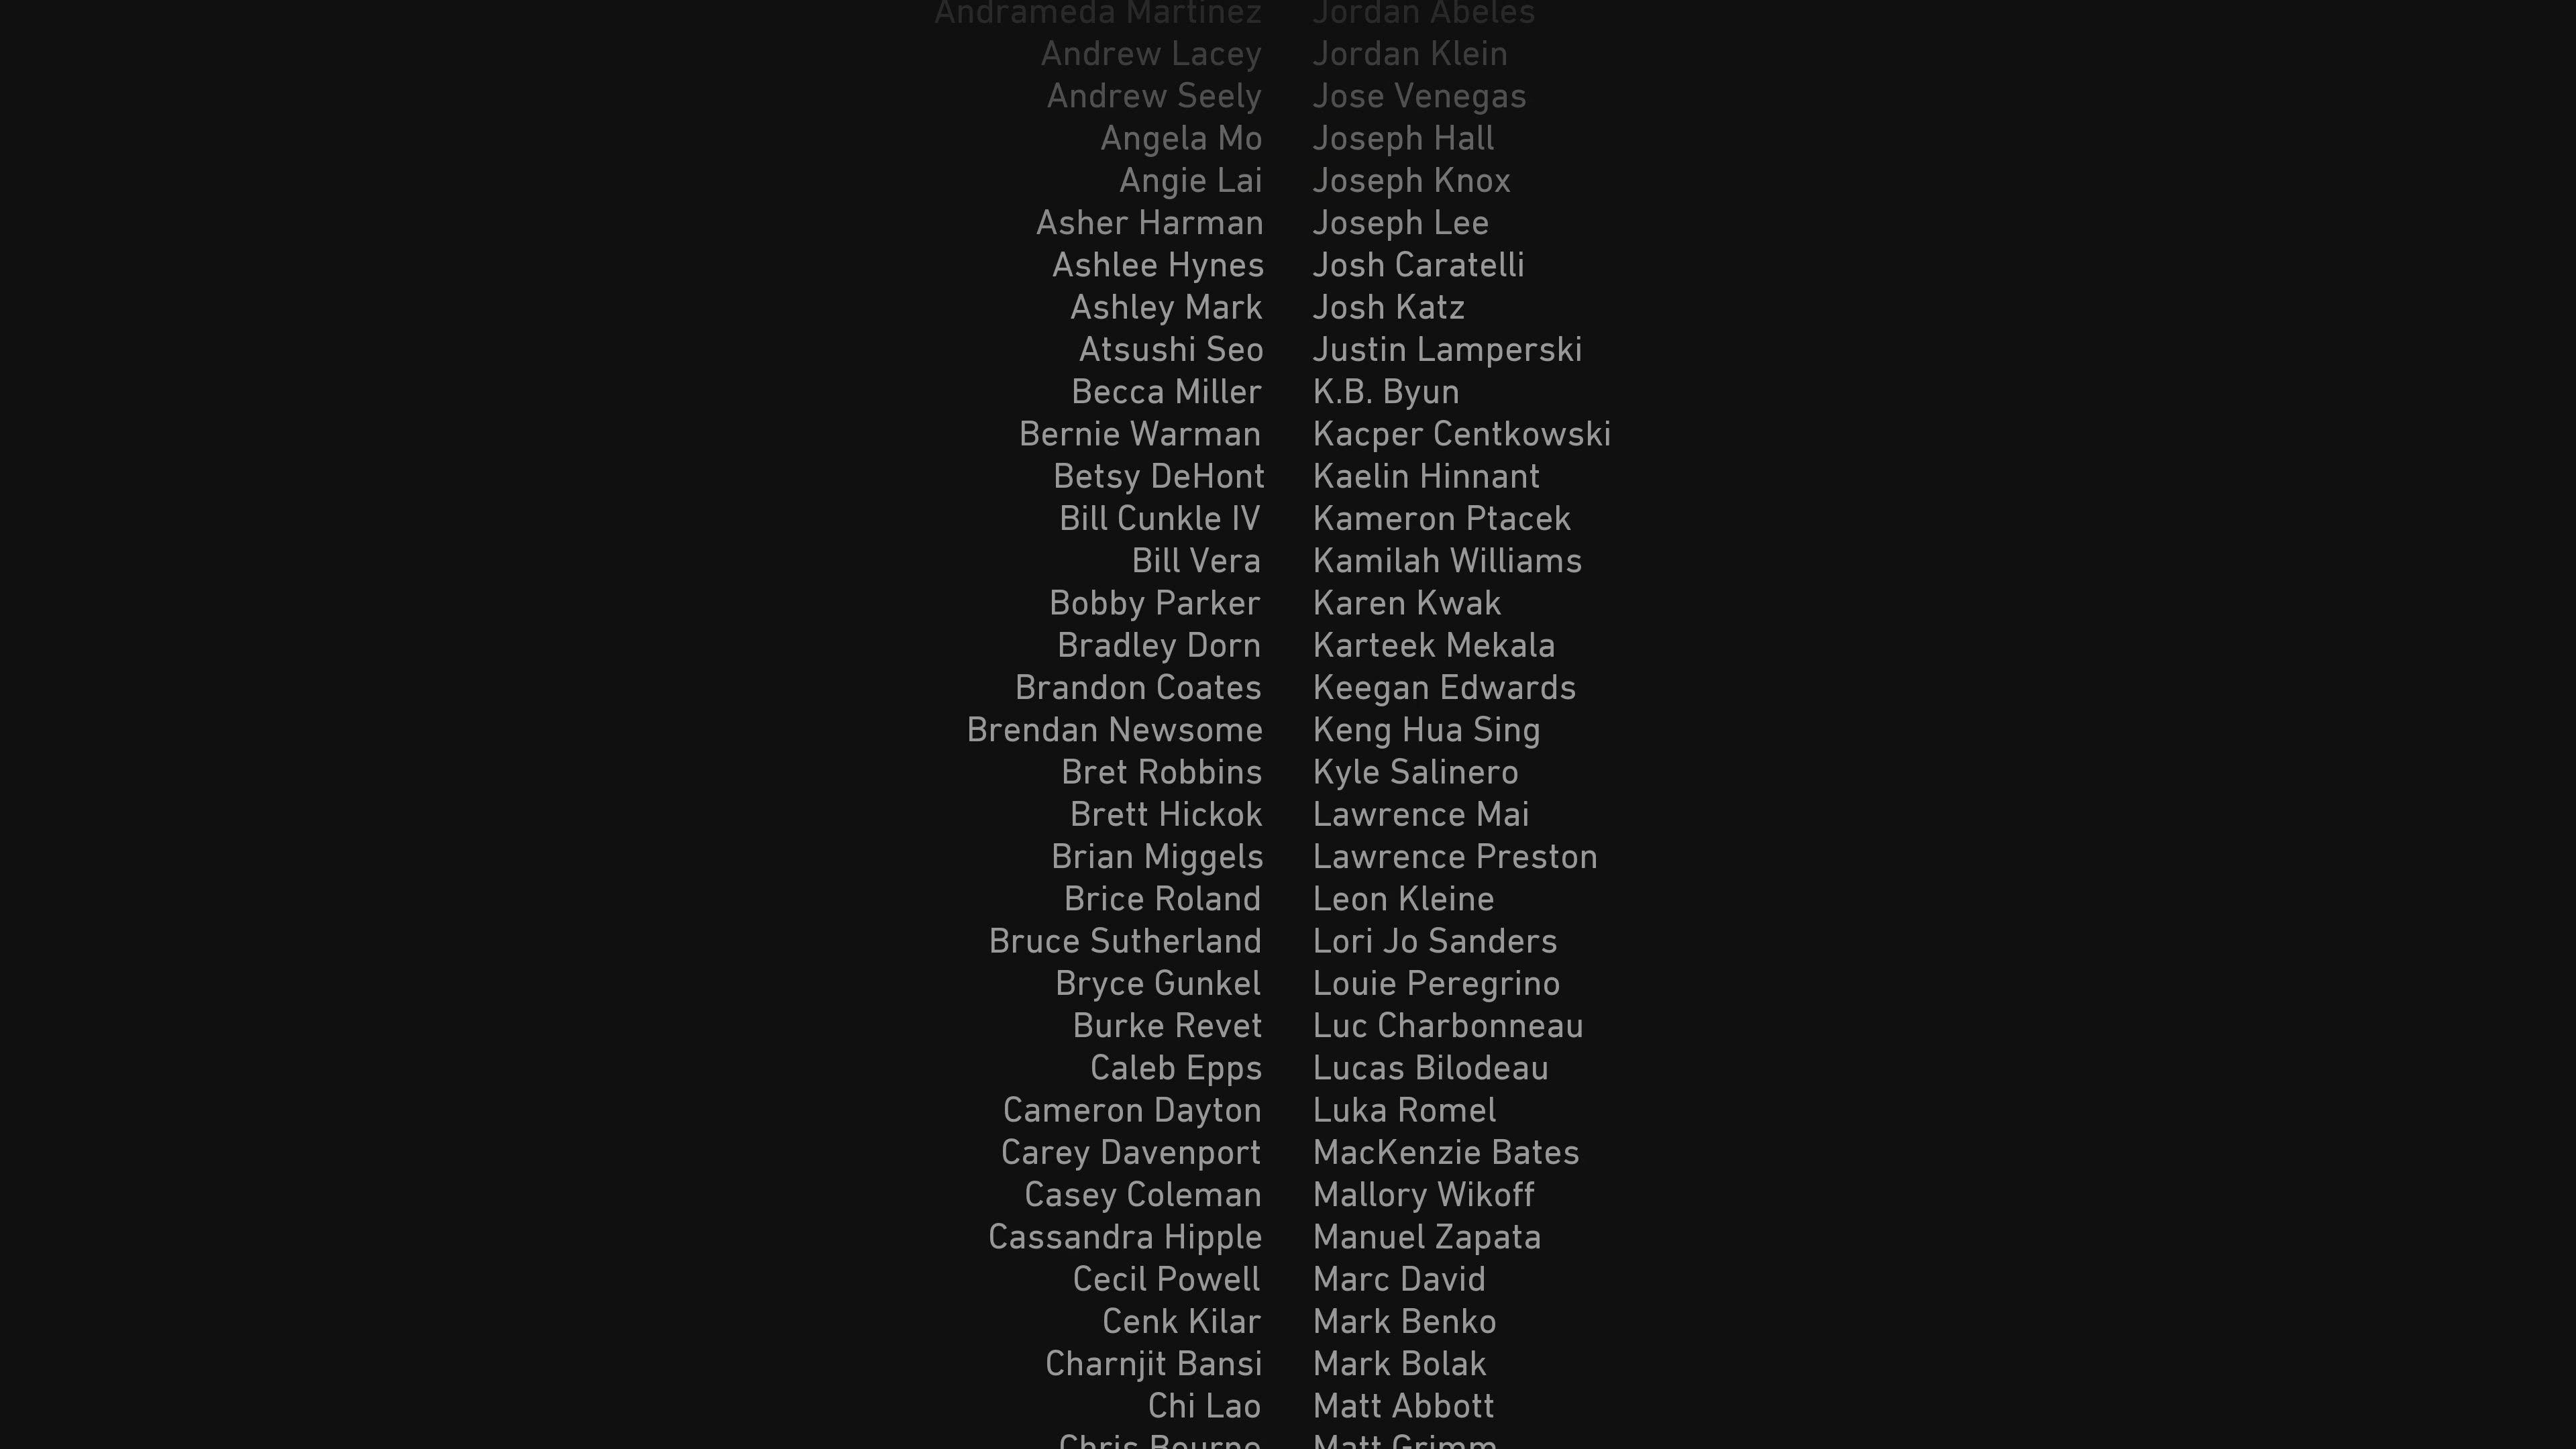 Andrameda Martinez Jordan Abeles
Andrew Lacey Jordan Klein
Andrew Seely Jose Venegas
Angela Mo Joseph Hall
Angie Lai Joseph Knox
Asher Harman Joseph Lee
Ashlee Hynes Josh Caratelli
Ashley Mark Josh Katz
Atsushi Seo Justin Lamperski
Becca Miller K.B. Byun
Bernie Warman Kacper Centkowski
Betsy DeHont Kaelin Hinnant
Bill Cunkle IV Kameron Ptacek
Bill Vera Kamilah Williams
Bobby Parker Karen Kwak
Bradley Dorn Karteek Mekala
Brandon Coates Keegan Edwards
Brendan Newsome Keng Hua Sing
Bret Robbins Kyle Salinero
Brett Hickok Lawrence Mai
Brian Miggels Lawrence Preston
Brice Roland Leon Kleine
Bruce Sutherland Lori Jo Sanders
Bryce Gunkel Louie Peregrino
Burke Revet Luc Charbonneau
Caleb Epps Lucas Bilodeau
Cameron Dayton Luka Romel
Carey Davenport MacKenzie Bates
Casey Coleman Mallory Wikoff
Cassandra Hipple Manuel Zapata
Cecil Powell Marc David
Cenk Kilar Mark Benko
Charnjit Bansi Mark Bolak
Chi Lao Matt Abbott
Chris Bourne Matt Grimm